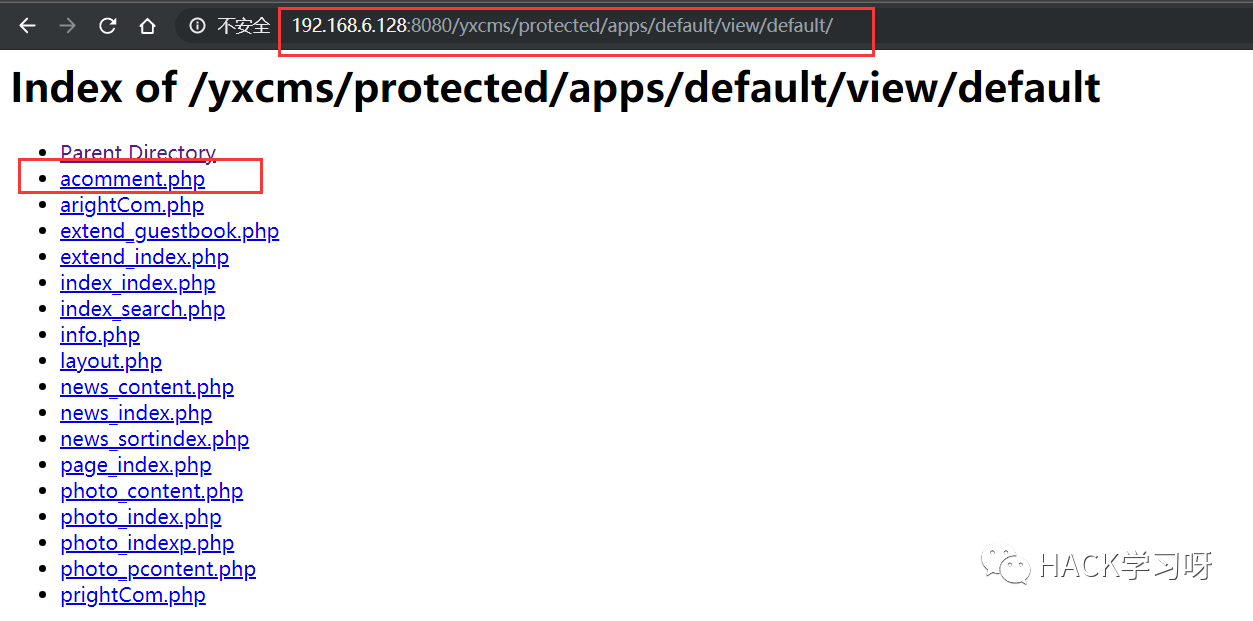 不安全 192.168.6.128:8080/yxcms/protected/apps/default/view/default/
Index of /yxcms/protected/apps/default/view/default
Parent Directory
acomment.php
arightCom.php
extend_guestbook.php
extend_index.php
index_index.php
index_search.php
info.php
layout.php
news_content.php
news_index.php
news_sortindex.php
page_index.php
photo_content.php
photo_index.php
photo_indexp.php
photo_pcontent.php
prightCom.php
HACK学习呀